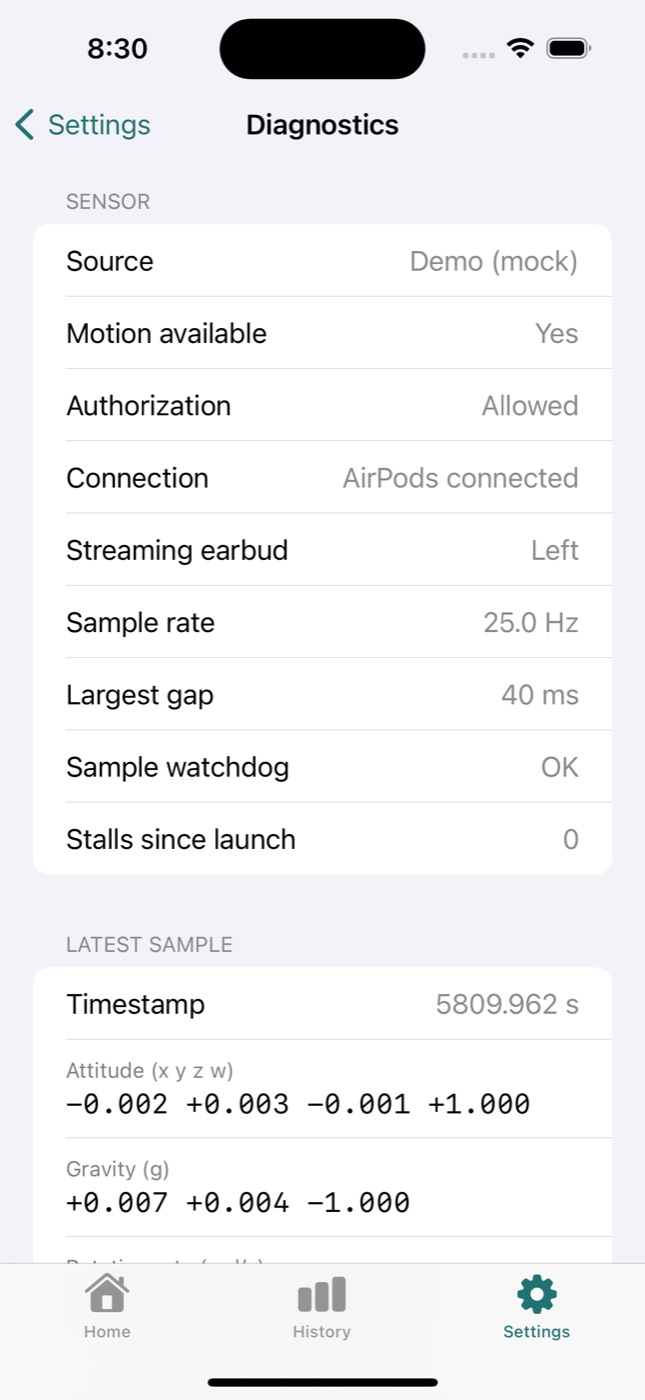 8:30
Settings
Diagnostics
SENSOR
Source Demo (mock)
Motion available Yes
Authorization Allowed
Connection AirPods connected
Streaming earbud Left
Sample rate 25.0 Hz
Largest gap 40 ms
Sample watchdog OK
Stalls since launch 0
LATEST SAMPLE
Timestamp 5809.962 s
Attitude (x y z w)
−0.002 +0.003 −0.001 +1.000
Gravity (g)
+0.007 +0.004 −1.000
Home History Settings